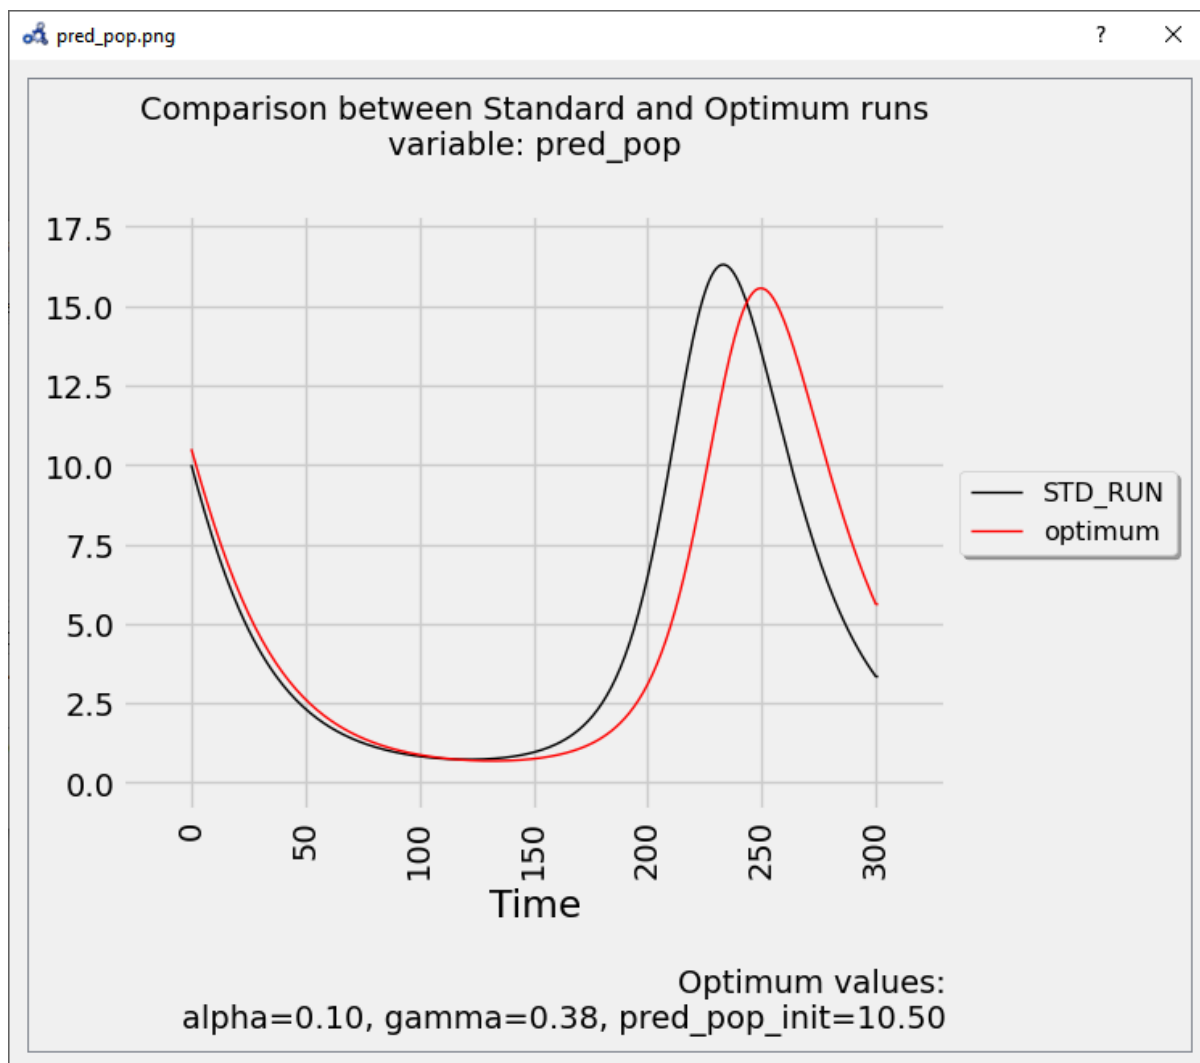 pred_pop.png
?
Comparison between Standard and Optimum runs
variable: pred_pop
17.5
15.0
12.5
10.0
7.5
5.0
2.5
0.0
STD_RUN
optimum
0
50
100
150
200
250
300
Time
Optimum values:
alpha=0.10, gamma=0.38, pred_pop_init=10.50